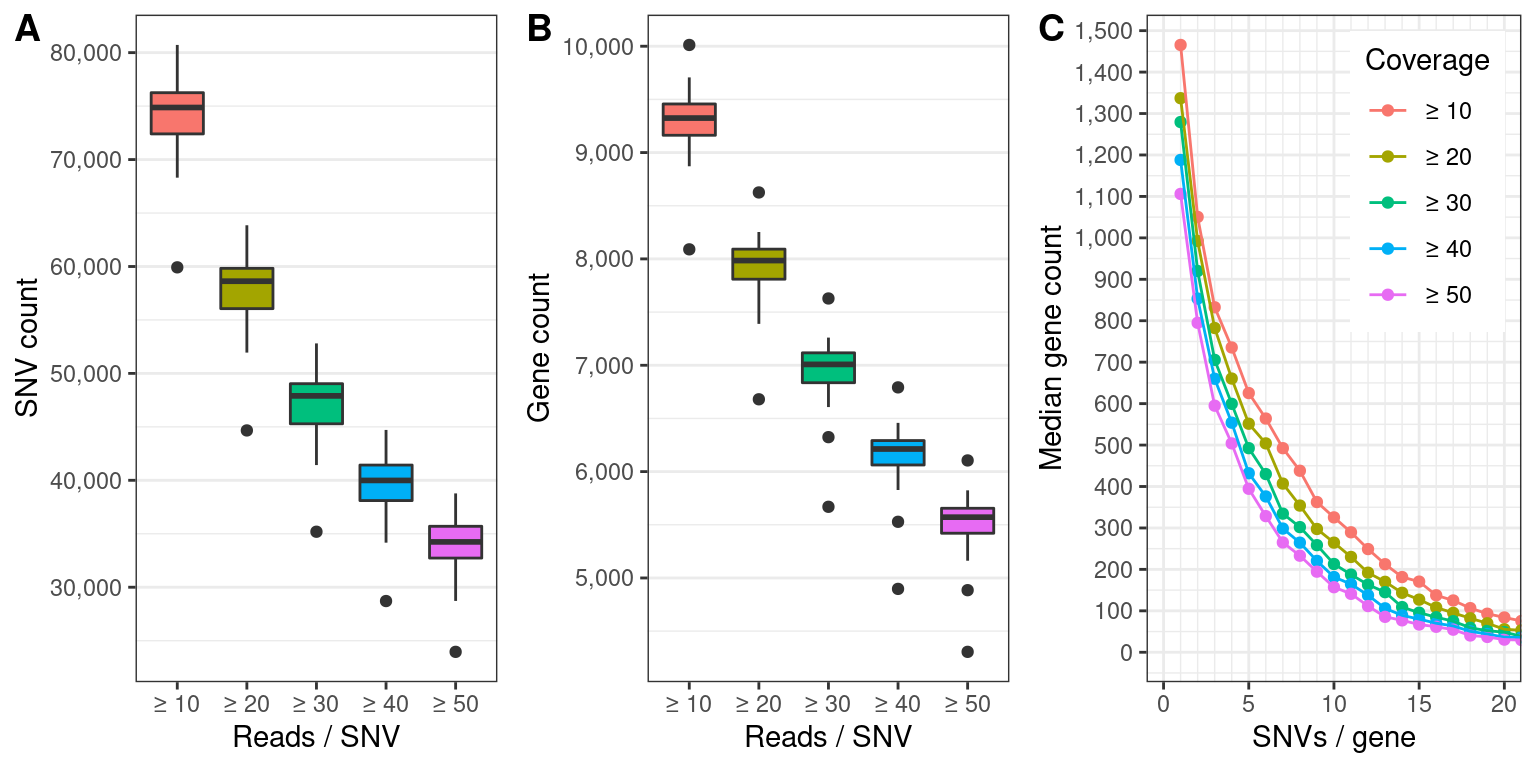 A
SNV count
80,000
70,000
60,000
50,000
40,000
30,000
≥ 10 ≥ 20 ≥ 30 ≥ 40 ≥ 50
Reads / SNV
B
Gene count
10,000
9,000
8,000
7,000
6,000
5,000
≥ 10 ≥ 20 ≥ 30 ≥ 40 ≥ 50
Reads / SNV
C
Median gene count
1,500
1,400
1,300
1,200
1,100
1,000
900
800
700
600
500
400
300
200
100
0
0 5 10 15 20
SNVs / gene
Coverage
≥ 10
≥ 20
≥ 30
≥ 40
≥ 50